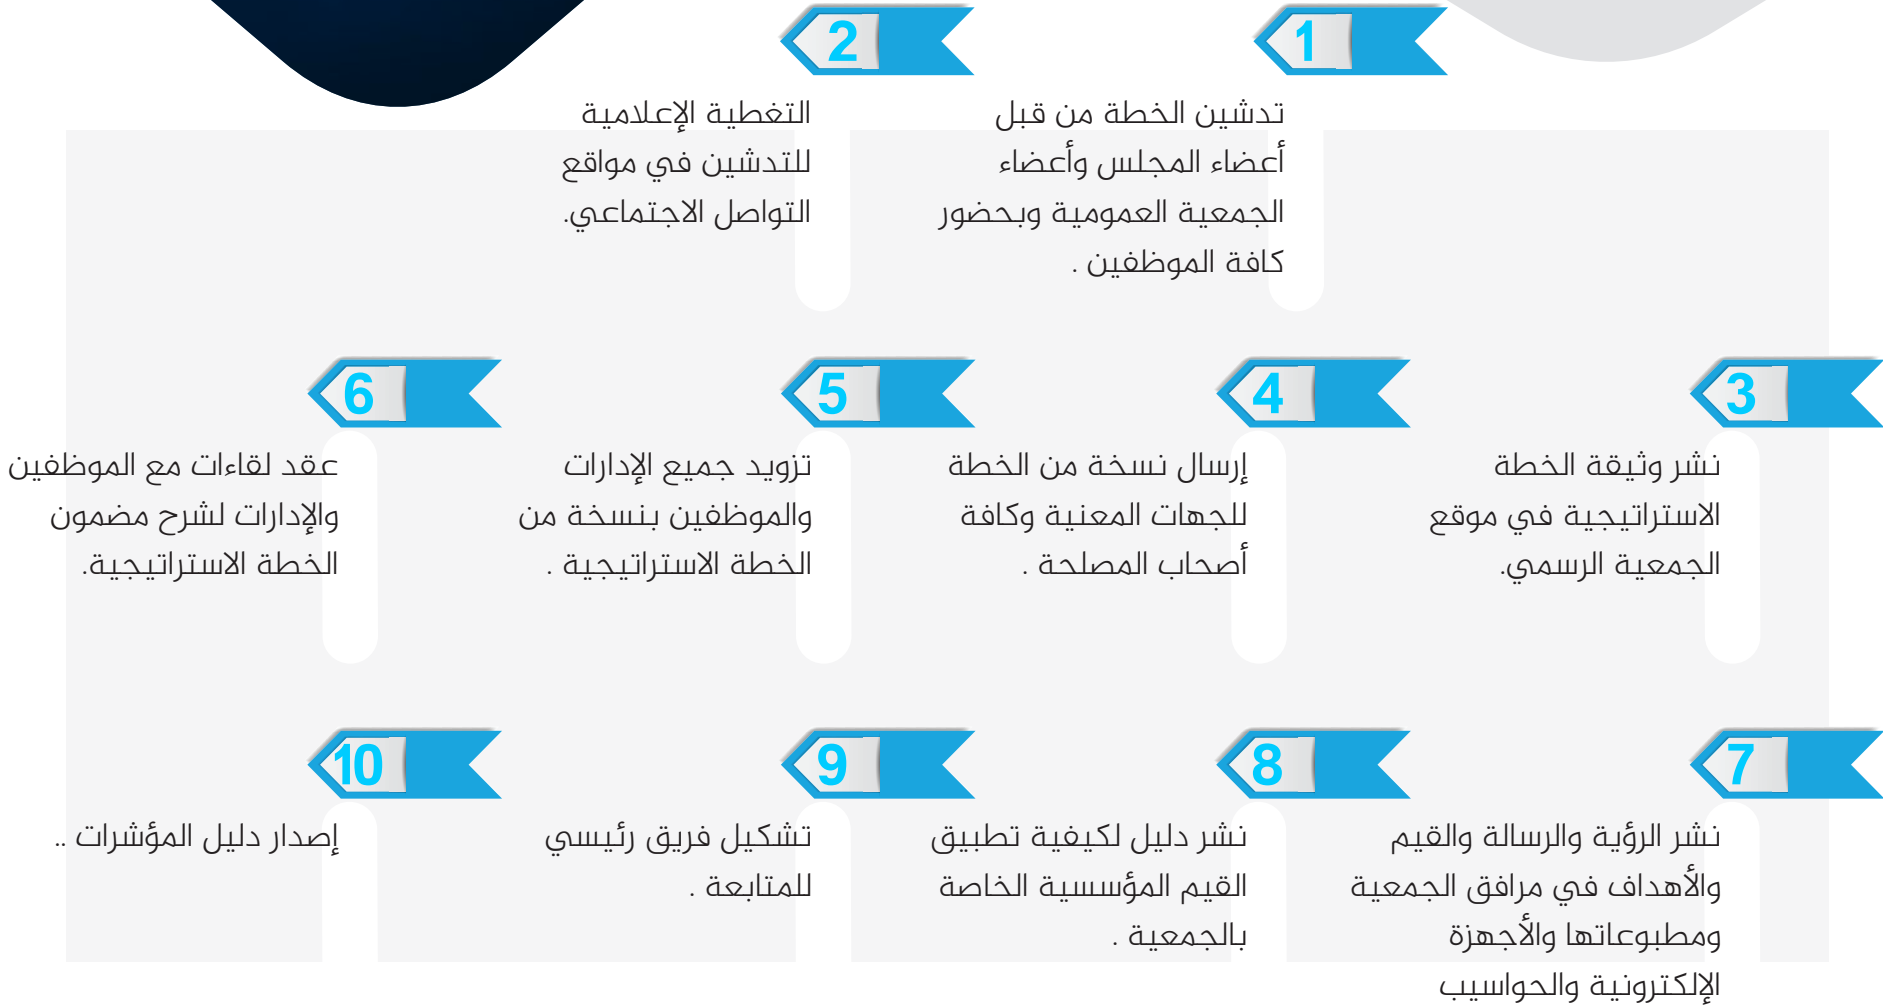 1
تدشين الخطة من قبل
أعضاء المجلس وأعضاء
الجمعية العمومية وبحضور
كافة الموظفين .
2
التغطية الإعلامية
للتدشين في مواقع
التواصل الاجتماعي.
3
نشر وثيقة الخطة
الاستراتيجية في موقع
الجمعية الرسمي.
4
إرسال نسخة من الخطة
للجهات المعنية وكافة
أصحاب المصلحة .
5
تزويد جميع الإدارات
والموظفين بنسخة من
الخطة الاستراتيجية .
6
عقد لقاءات مع الموظفين
والإدارات لشرح مضمون
الخطة الاستراتيجية.
7
نشر الرؤية والرسالة والقيم
والأهداف في مرافق الجمعية
ومطبوعاتها والأجهزة
الإلكترونية والحواسيب
8
نشر دليل لكيفية تطبيق
القيم المؤسسية الخاصة
بالجمعية .
9
تشكيل فريق رئيسي
للمتابعة .
10
إصدار دليل المؤشرات ..